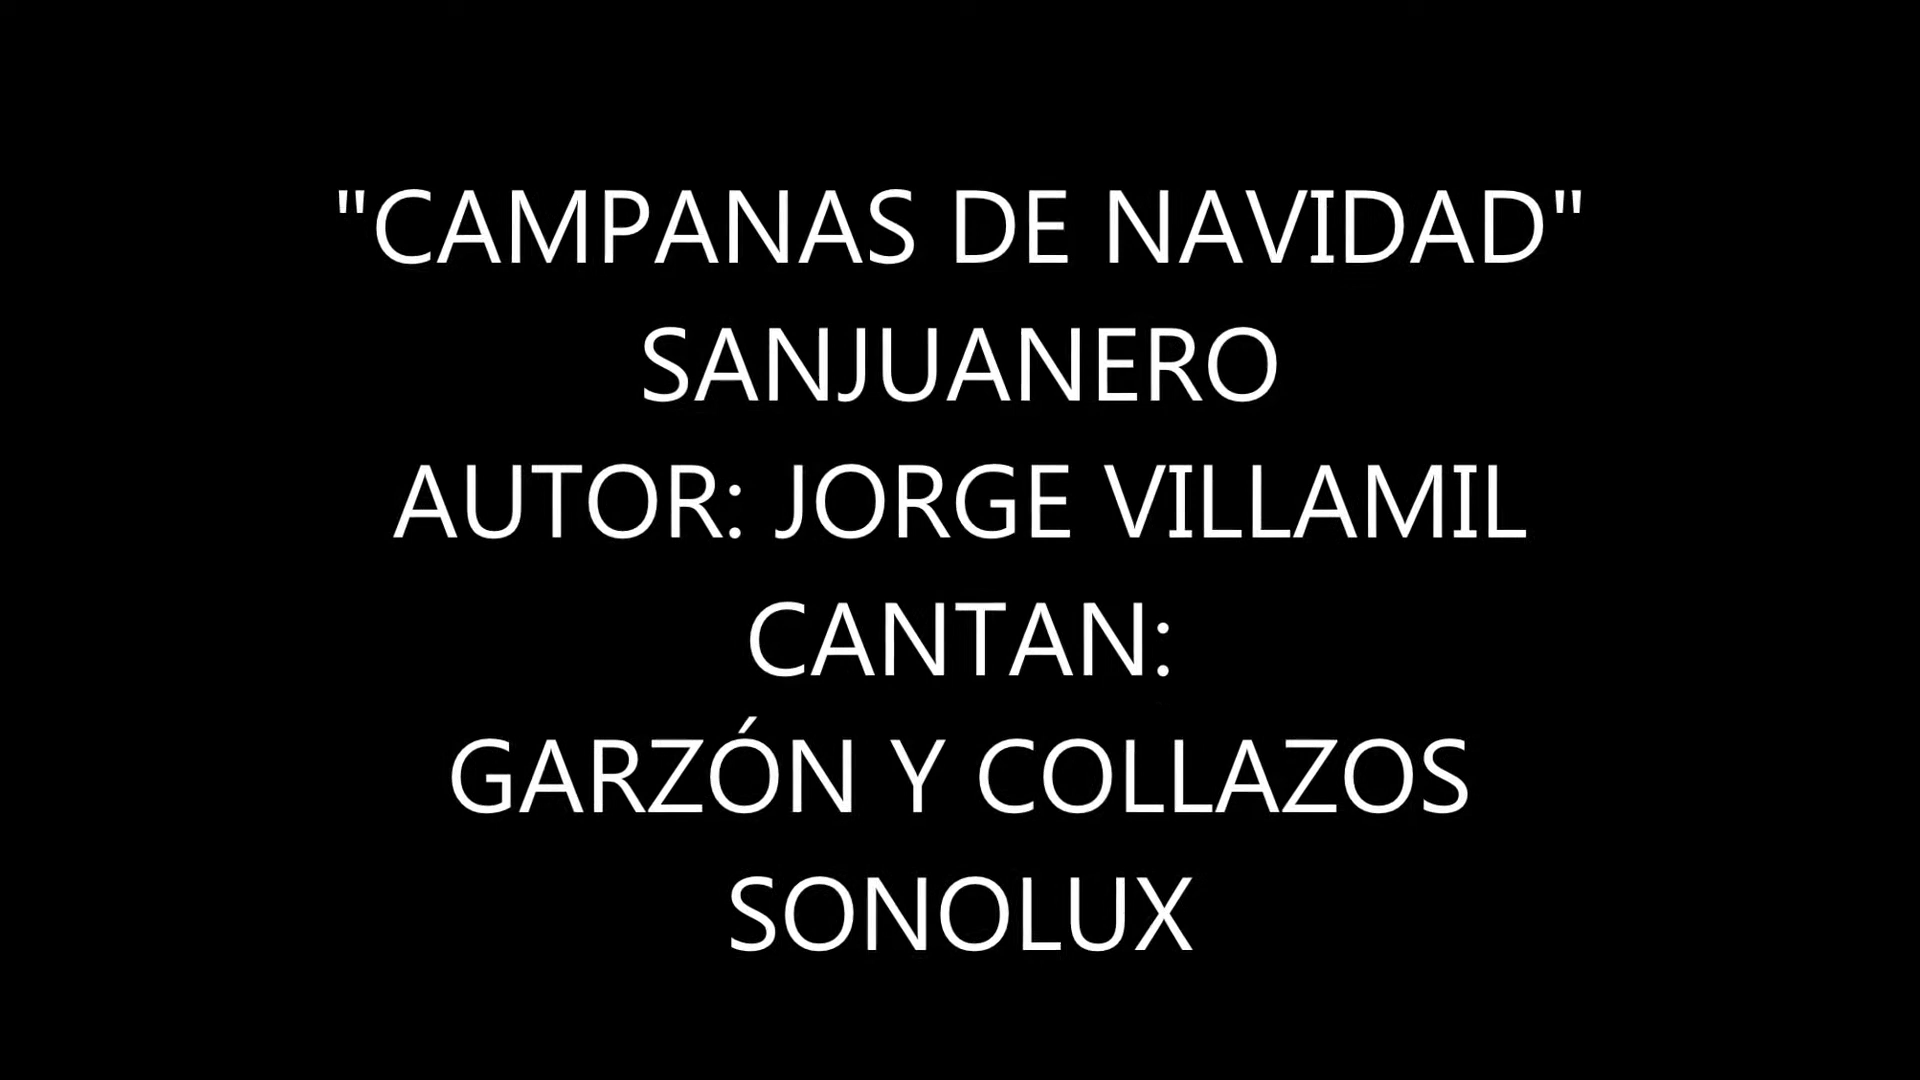 "CAMPANAS DE NAVIDAD"
SANJUANERO
AUTOR: JORGE VILLAMIL
CANTAN:
GARZÓN Y COLLAZOS
SONOLUX